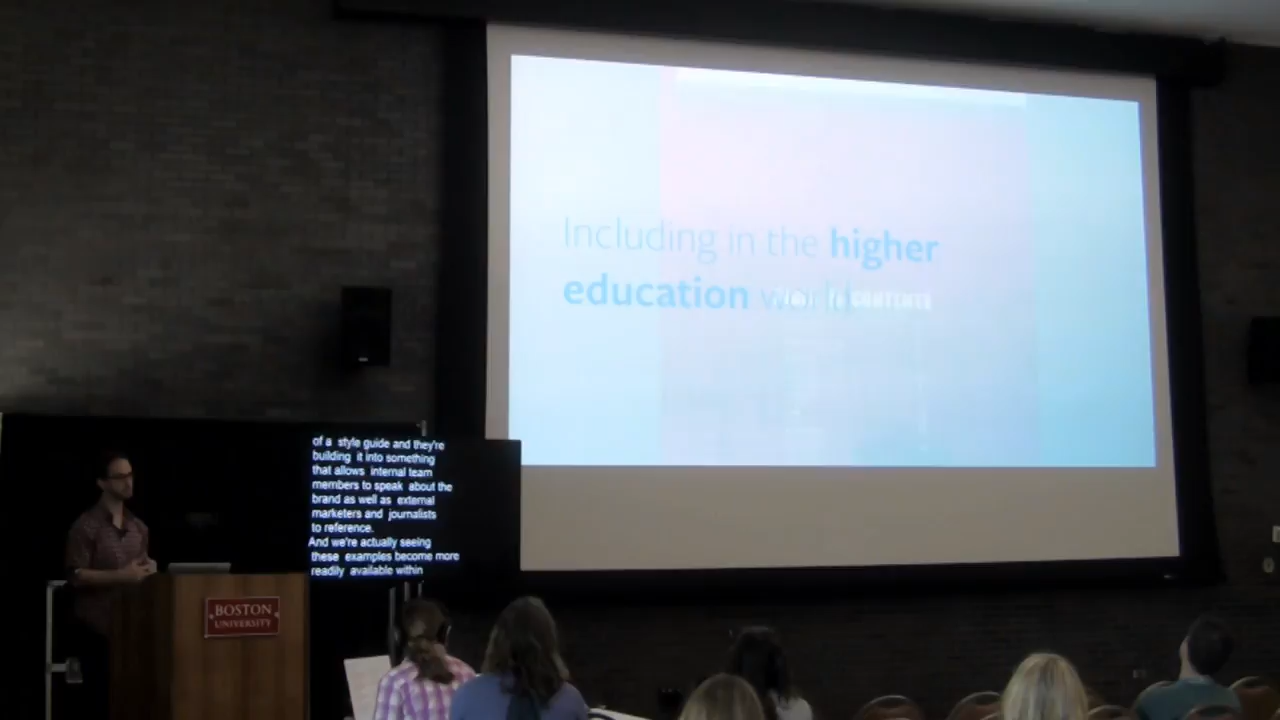 Including in the higher
education world
CONTENTS
of a style guide and they're
building it into something
that allows internal team
members to speak about the
brand as well as external
marketers and journalists
to reference.
And we're actually seeing
these examples become more
readily available within
BOSTON
UNIVERSITY